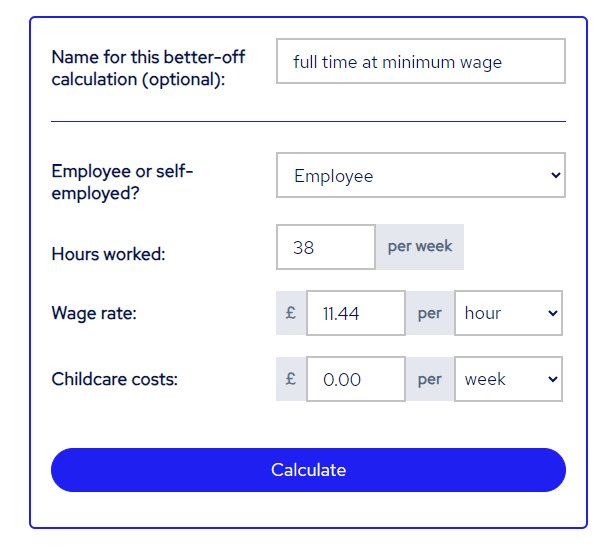 Name for this better-off
calculation (optional):
full time at minimum wage
Employee or self-
employed?
Employee
Hours worked:
38 per week
Wage rate:
£ 11.44 per hour
Childcare costs:
£ 0.00 per week
Calculate